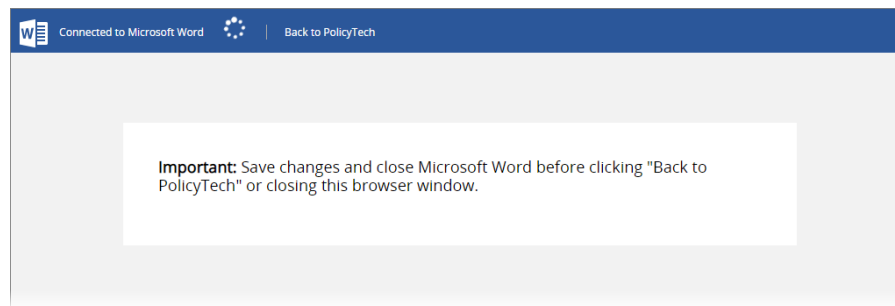 W Connected to Microsoft Word | Back to PolicyTech
Important: Save changes and close Microsoft Word before clicking "Back to
PolicyTech" or closing this browser window.